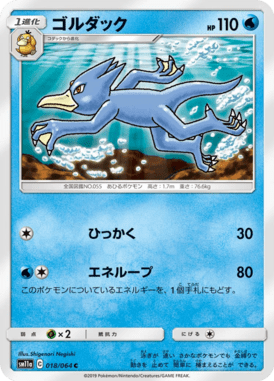 1進化
ゴルダック
HP 110
コダックから進化
全国図鑑NO.055 あひるポケモン 高さ：1.7m 重さ：76.6kg
ひっかく 30
エネループ 80
このポケモンについているエネルギーを、1個手札にもどす。
弱点 ×2 抵抗力 にげる
Illus. Shigenori Negishi
sm11a C 018/064 C
©2019 Pokémon/Nintendo/Creatures/GAME FREAK.